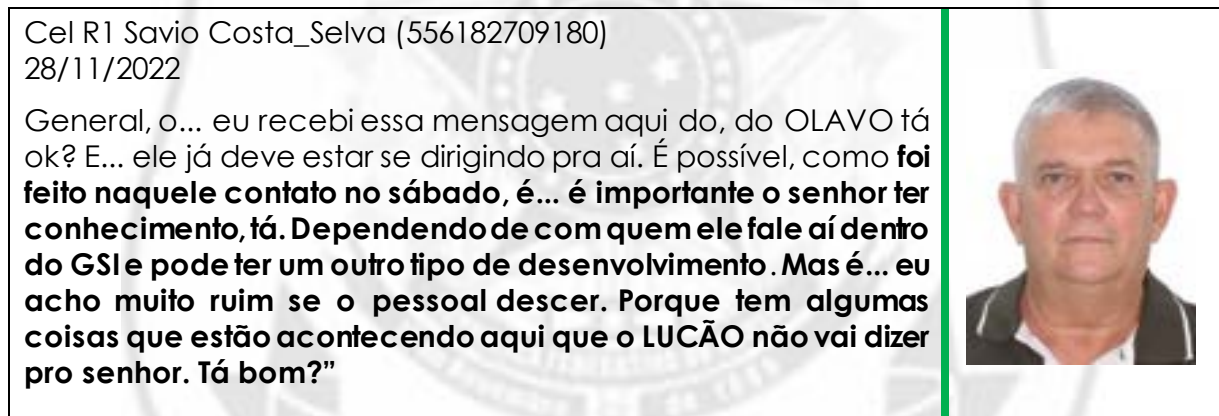 Cel R1 Savio Costa_Selva (556182709180)
28/11/2022
General, o... eu recebi essa mensagem aqui do, do OLAVO tá
ok? E... ele já deve estar se dirigindo pra aí. É possível, como foi
feito naquele contato no sábado, é... é importante o senhor ter
conhecimento, tá. Dependendo de com quem ele fale aí dentro
do GSI e pode ter um outro tipo de desenvolvimento. Mas é... eu
acho muito ruim se o pessoal descer. Porque tem algumas
coisas que estão acontecendo aqui que o LUCÃO não vai dizer
pro senhor. Tá bom?”